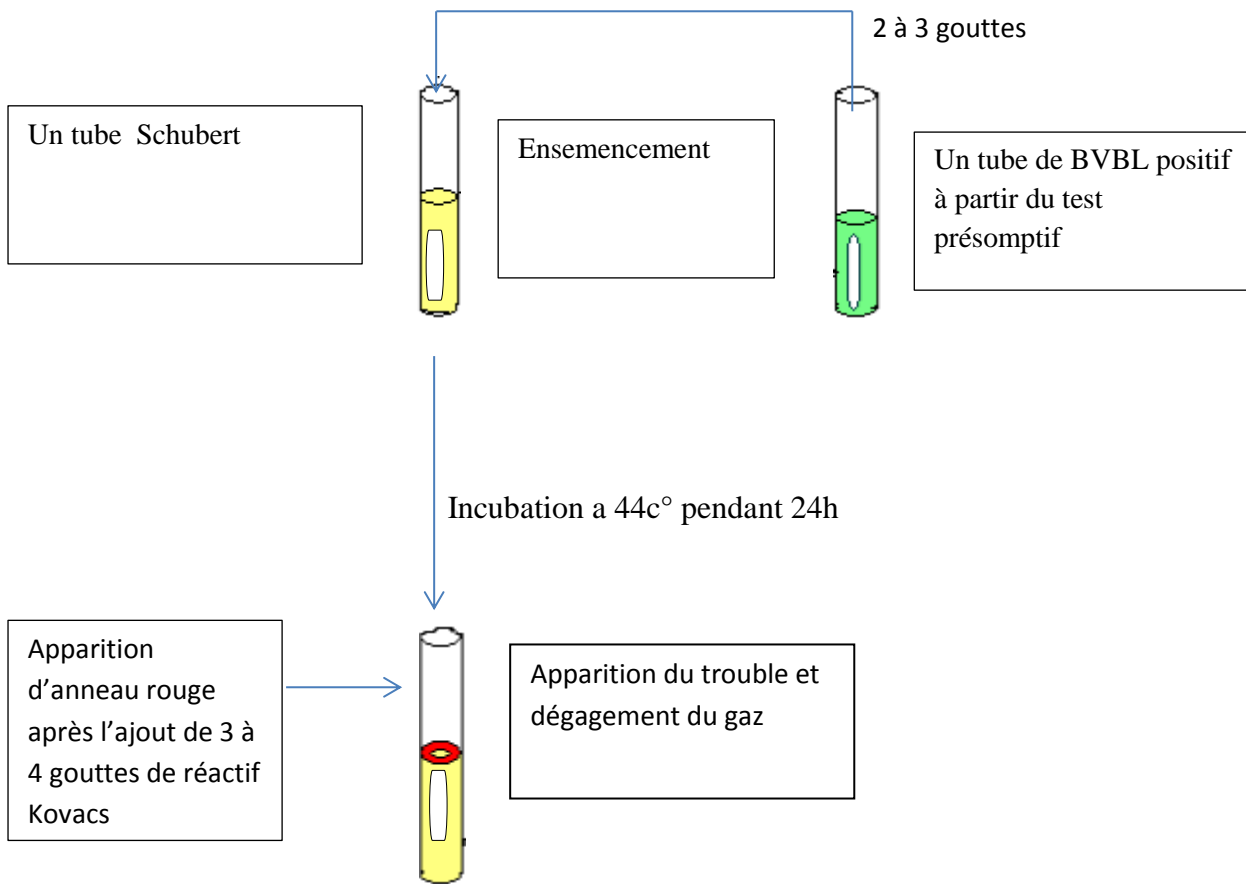 2 à 3 gouttes
Un tube Schubert
Ensemencement
Un tube de BVBL positif
à partir du test
présomptif
Incubation a 44c° pendant 24h
Apparition
d’anneau rouge
après l’ajout de 3 à
4 gouttes de réactif
Kovacs
Apparition du trouble et
dégagement du gaz